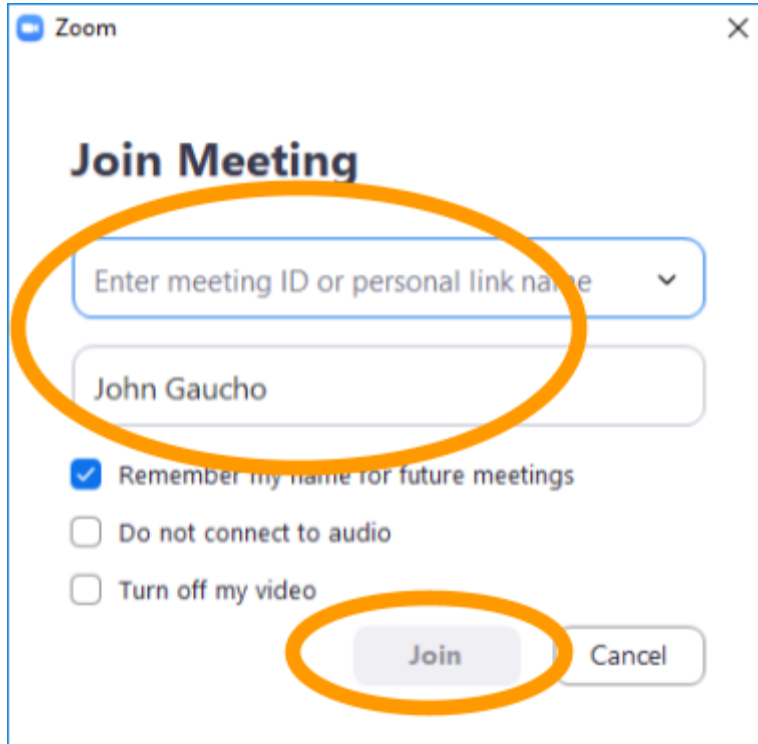 Zoom
Join Meeting
Enter meeting ID or personal link name
John Gaucho
Remember my name for future meetings
Do not connect to audio
Turn off my video
Join
Cancel